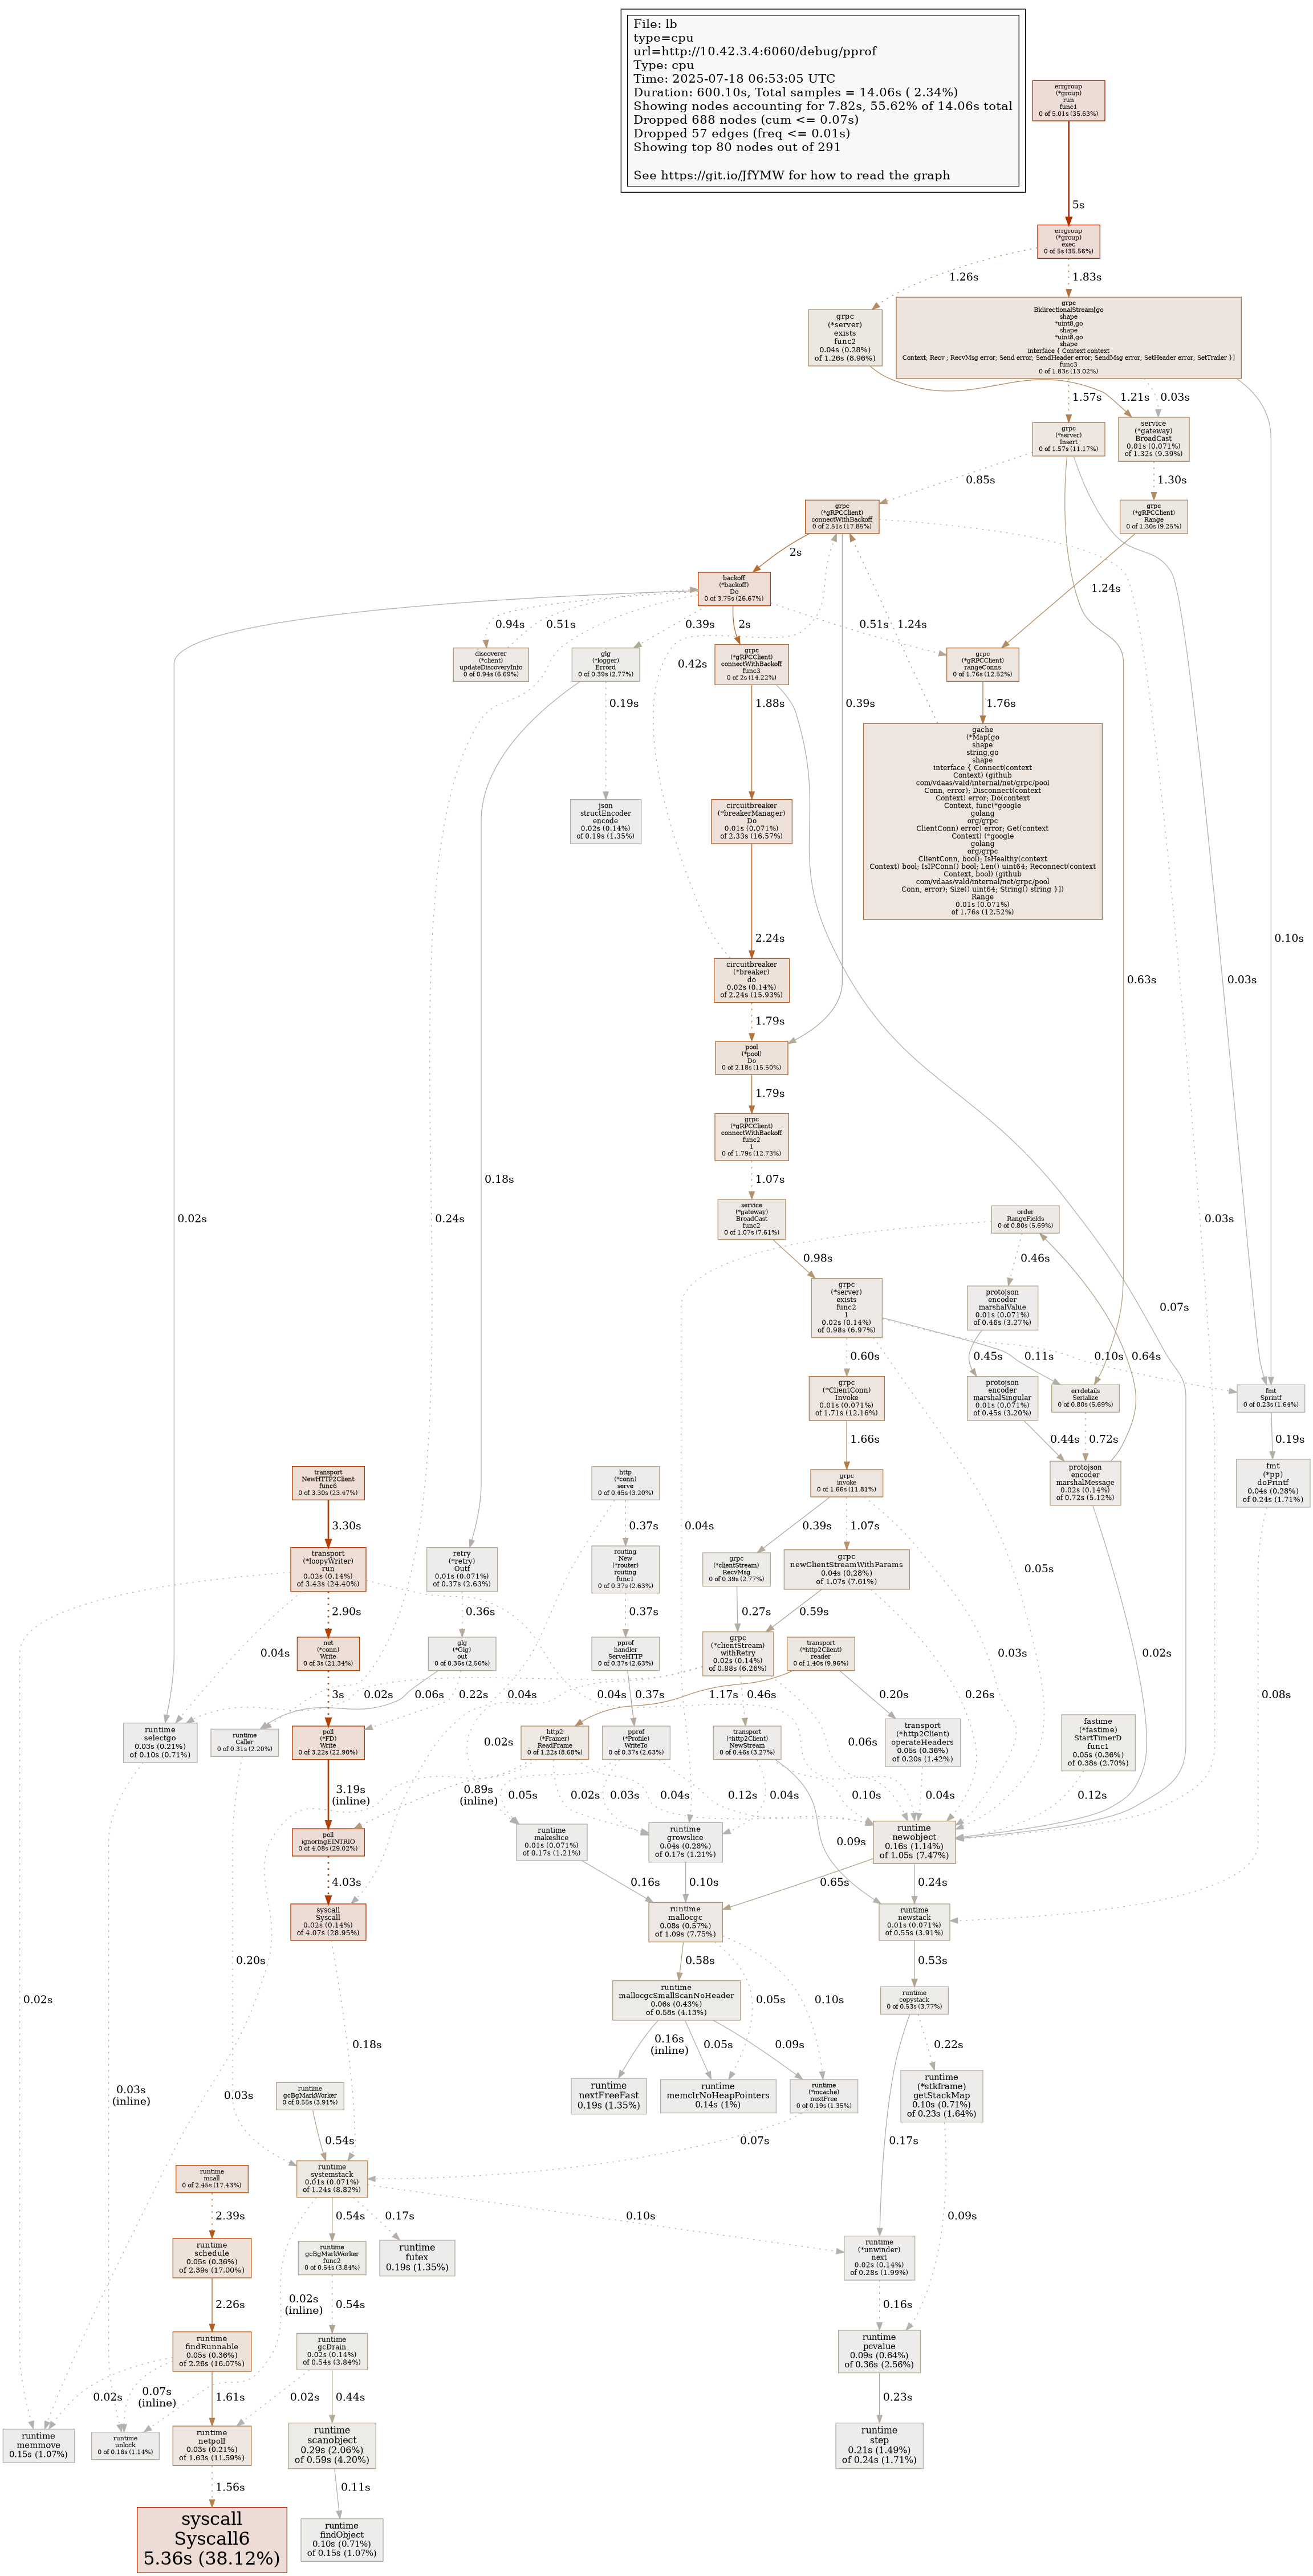 File: lb
type=cpu
url=http://10.42.3.4:6060/debug/pprof
Type: cpu
Time: 2025-07-18 06:53:05 UTC
Duration: 600.10s, Total samples = 14.06s ( 2.34%)
Showing nodes accounting for 7.82s, 55.62% of 14.06s total
Dropped 688 nodes (cum <= 0.07s)
Dropped 57 edges (freq <= 0.01s)
Showing top 80 nodes out of 291
See https://git.io/JfYMW for how to read the graph
errgroup
(*group)
run
func1
0 of 5.01s (35.63%)
5s
errgroup
(*group)
exec
0 of 5s (35.56%)
1.26s
1.83s
grpc
(*server)
exists
func2
0.04s (0.28%)
of 1.26s (8.96%)
grpc
BidirectionalStream[go
shape
*uint8,go
shape
*uint8,go
shape
interface { Context context
Context; Recv ; RecvMsg error; Send error; SendHeader error; SendMsg error; SetHeader error; SetTrailer }]
func3
0 of 1.83s (13.02%)
1.57s
1.21s
0.03s
grpc
(*server)
Insert
0 of 1.57s (11.17%)
service
(*gateway)
BroadCast
0.01s (0.071%)
of 1.32s (9.39%)
0.85s
1.30s
grpc
(*gRPCClient)
connectWithBackoff
0 of 2.51s (17.85%)
grpc
(*gRPCClient)
Range
0 of 1.30s (9.25%)
2s
1.24s
backoff
(*backoff)
Do
0 of 3.75s (26.67%)
0.94s
0.51s
0.39s
2s
0.51s
1.24s
discoverer
(*client)
updateDiscoveryInfo
0 of 0.94s (6.69%)
glg
(*logger)
Errord
0 of 0.39s (2.77%)
0.42s
grpc
(*gRPCClient)
connectWithBackoff
func3
0 of 2s (14.22%)
grpc
(*gRPCClient)
rangeConns
0 of 1.76s (12.52%)
0.19s
1.88s
0.39s
1.76s
gache
(*Map[go
shape
string,go
shape
interface { Connect(context
Context) (github
com/vdaas/vald/internal/net/grpc/pool
Conn, error); Disconnect(context
Context) error; Do(context
Context, func(*google
golang
org/grpc
ClientConn) error) error; Get(context
Context) (*google
golang
org/grpc
ClientConn, bool); IsHealthy(context
Context) bool; IsIPConn() bool; Len() uint64; Reconnect(context
Context, bool) (github
com/vdaas/vald/internal/net/grpc/pool
Conn, error); Size() uint64; String() string }])
Range
0.01s (0.071%)
of 1.76s (12.52%)
json
structEncoder
encode
0.02s (0.14%)
of 0.19s (1.35%)
circuitbreaker
(*breakerManager)
Do
0.01s (0.071%)
of 2.33s (16.57%)
2.24s
0.10s
circuitbreaker
(*breaker)
do
0.02s (0.14%)
of 2.24s (15.93%)
0.63s
0.03s
1.79s
pool
(*pool)
Do
0 of 2.18s (15.50%)
1.79s
grpc
(*gRPCClient)
connectWithBackoff
func2
1
0 of 1.79s (12.73%)
0.18s
1.07s
service
(*gateway)
BroadCast
func2
0 of 1.07s (7.61%)
order
RangeFields
0 of 0.80s (5.69%)
0.02s
0.24s
0.03s
0.98s
0.46s
grpc
(*server)
exists
func2
1
0.02s (0.14%)
of 0.98s (6.97%)
protojson
encoder
marshalValue
0.01s (0.071%)
of 0.46s (3.27%)
0.07s
0.60s
0.45s
0.11s
0.10s
0.64s
grpc
(*ClientConn)
Invoke
0.01s (0.071%)
of 1.71s (12.16%)
protojson
encoder
marshalSingular
0.01s (0.071%)
of 0.45s (3.20%)
errdetails
Serialize
0 of 0.80s (5.69%)
fmt
Sprintf
0 of 0.23s (1.64%)
1.66s
0.44s
0.72s
0.19s
transport
NewHTTP2Client
func6
0 of 3.30s (23.47%)
http
(*conn)
serve
0 of 0.45s (3.20%)
grpc
invoke
0 of 1.66s (11.81%)
protojson
encoder
marshalMessage
0.02s (0.14%)
of 0.72s (5.12%)
fmt
(*pp)
doPrintf
0.04s (0.28%)
of 0.24s (1.71%)
3.30s
0.37s
0.04s
0.39s
1.07s
transport
(*loopyWriter)
run
0.02s (0.14%)
of 3.43s (24.40%)
retry
(*retry)
Outf
0.01s (0.071%)
of 0.37s (2.63%)
routing
New
(*router)
routing
func1
0 of 0.37s (2.63%)
grpc
(*clientStream)
RecvMsg
0 of 0.39s (2.77%)
grpc
newClientStreamWithParams
0.04s (0.28%)
of 1.07s (7.61%)
0.05s
2.90s
0.36s
0.37s
0.27s
0.59s
0.04s
net
(*conn)
Write
0 of 3s (21.34%)
glg
(*Glg)
out
0 of 0.36s (2.56%)
pprof
handler
ServeHTTP
0 of 0.37s (2.63%)
grpc
(*clientStream)
withRetry
0.02s (0.14%)
of 0.88s (6.26%)
transport
(*http2Client)
reader
0 of 1.40s (9.96%)
0.03s
0.02s
3s
0.02s
0.06s
0.22s
0.04s
0.37s
0.04s
1.17s
0.46s
0.20s
0.26s
0.08s
runtime
selectgo
0.03s (0.21%)
of 0.10s (0.71%)
runtime
Caller
0 of 0.31s (2.20%)
poll
(*FD)
Write
0 of 3.22s (22.90%)
0.02s
http2
(*Framer)
ReadFrame
0 of 1.22s (8.68%)
pprof
(*Profile)
WriteTo
0 of 0.37s (2.63%)
transport
(*http2Client)
NewStream
0 of 0.46s (3.27%)
0.06s
transport
(*http2Client)
operateHeaders
0.05s (0.36%)
of 0.20s (1.42%)
fastime
(*fastime)
StartTimerD
func1
0.05s (0.36%)
of 0.38s (2.70%)
3.19s
(inline)
0.89s
(inline)
0.05s
0.02s
0.03s
0.04s
0.12s
0.04s
0.10s
0.04s
0.12s
poll
ignoringEINTRIO
0 of 4.08s (29.02%)
runtime
makeslice
0.01s (0.071%)
of 0.17s (1.21%)
runtime
growslice
0.04s (0.28%)
of 0.17s (1.21%)
0.09s
runtime
newobject
0.16s (1.14%)
of 1.05s (7.47%)
4.03s
0.16s
0.10s
0.65s
0.24s
syscall
Syscall
0.02s (0.14%)
of 4.07s (28.95%)
runtime
mallocgc
0.08s (0.57%)
of 1.09s (7.75%)
runtime
newstack
0.01s (0.071%)
of 0.55s (3.91%)
0.20s
0.58s
0.53s
0.02s
runtime
mallocgcSmallScanNoHeader
0.06s (0.43%)
of 0.58s (4.13%)
0.05s
0.10s
runtime
copystack
0 of 0.53s (3.77%)
0.18s
0.16s
(inline)
0.05s
0.09s
0.22s
0.03s
(inline)
0.03s
runtime
gcBgMarkWorker
0 of 0.55s (3.91%)
runtime
nextFreeFast
0.19s (1.35%)
runtime
memclrNoHeapPointers
0.14s (1%)
runtime
(*mcache)
nextFree
0 of 0.19s (1.35%)
runtime
(*stkframe)
getStackMap
0.10s (0.71%)
of 0.23s (1.64%)
0.54s
0.07s
0.17s
runtime
mcall
0 of 2.45s (17.43%)
runtime
systemstack
0.01s (0.071%)
of 1.24s (8.82%)
2.39s
0.54s
0.17s
0.10s
0.09s
runtime
schedule
0.05s (0.36%)
of 2.39s (17.00%)
runtime
gcBgMarkWorker
func2
0 of 0.54s (3.84%)
runtime
futex
0.19s (1.35%)
runtime
(*unwinder)
next
0.02s (0.14%)
of 0.28s (1.99%)
2.26s
0.02s
(inline)
0.54s
0.16s
runtime
findRunnable
0.05s (0.36%)
of 2.26s (16.07%)
runtime
gcDrain
0.02s (0.14%)
of 0.54s (3.84%)
runtime
pcvalue
0.09s (0.64%)
of 0.36s (2.56%)
0.02s
0.07s
(inline)
1.61s
0.02s
0.44s
0.23s
runtime
memmove
0.15s (1.07%)
runtime
unlock
0 of 0.16s (1.14%)
runtime
netpoll
0.03s (0.21%)
of 1.63s (11.59%)
runtime
scanobject
0.29s (2.06%)
of 0.59s (4.20%)
runtime
step
0.21s (1.49%)
of 0.24s (1.71%)
1.56s
0.11s
syscall
Syscall6
5.36s (38.12%)
runtime
findObject
0.10s (0.71%)
of 0.15s (1.07%)